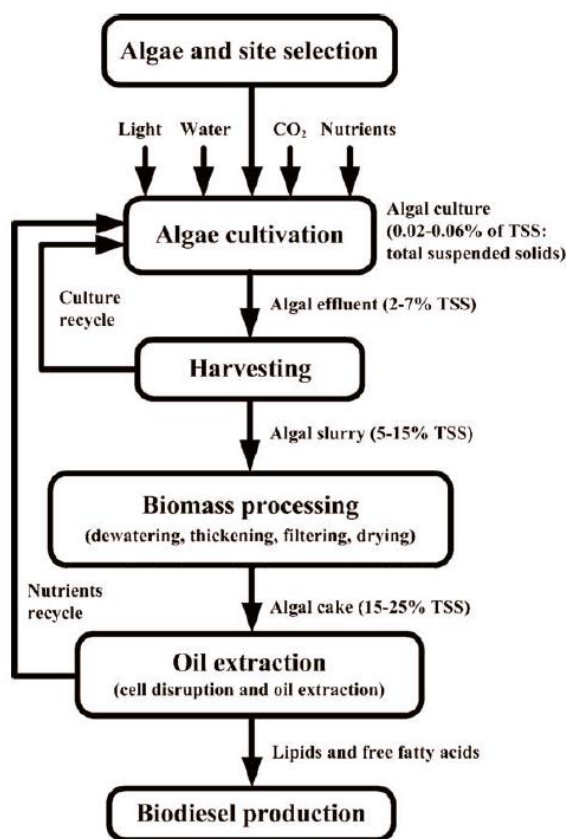 Algae and site selection
Light Water CO₂ Nutrients
Algae cultivation
Algal culture
(0.02-0.06% of TSS:
total suspended solids)
Culture
recycle
Algal effluent (2-7% TSS)
Harvesting
Algal slurry (5-15% TSS)
Biomass processing
(dewatering, thickening, filtering, drying)
Nutrients
recycle
Algal cake (15-25% TSS)
Oil extraction
(cell disruption and oil extraction)
Lipids and free fatty acids
Biodiesel production